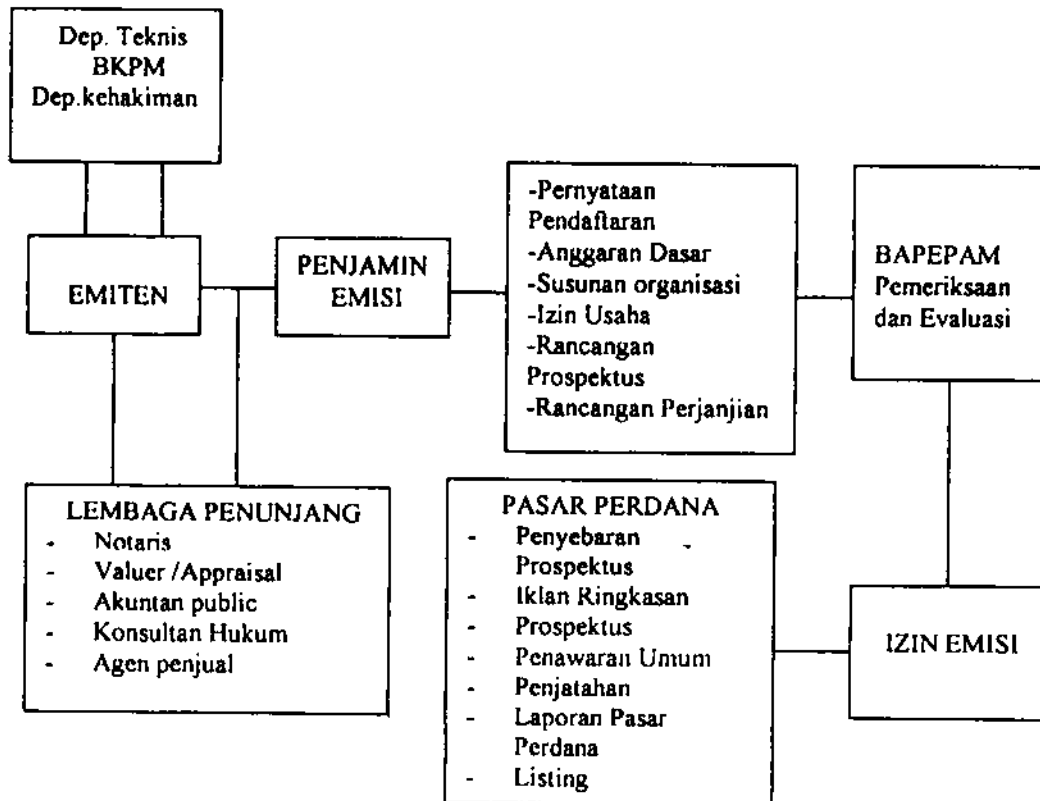 Dep. Teknis
BKPM
Dep.kehakiman
EMITEN
PENJAMIN
EMISI
-Pernyataan
Pendaftaran
-Anggaran Dasar
-Susunan organisasi
-Izin Usaha
-Rancangan
Prospektus
-Rancangan Perjanjian
BAPEPAM
Pemeriksaan
dan Evaluasi
LEMBAGA PENUNJANG
- Notaris
- Valuer /Appraisal
- Akuntan public
- Konsultan Hukum
- Agen penjual
PASAR PERDANA
- Penyebaran
Prospektus
- Iklan Ringkasan
- Prospektus
- Penawaran Umum
- Penjatahan
- Laporan Pasar
Perdana
- Listing
IZIN EMISI